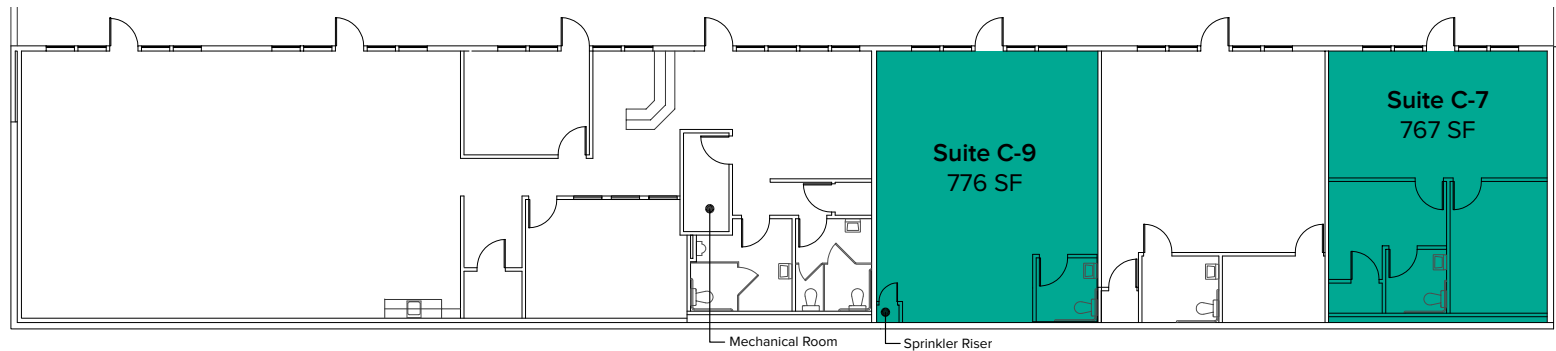 Suite C-9
776 SF
Suite C-7
767 SF
Mechanical Room
Sprinkler Riser